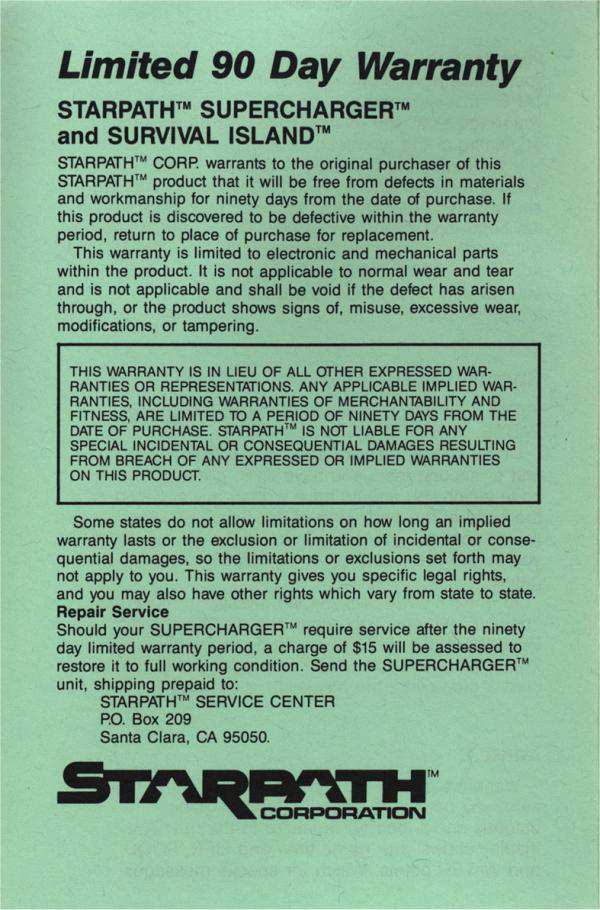 Limited 90 Day Warranty
STARPATH™ SUPERCHARGER™
and SURVIVAL ISLAND™
STARPATH™ CORP. warrants to the original purchaser of this
STARPATH™ product that it will be free from defects in materials
and workmanship for ninety days from the date of purchase. If
this product is discovered to be defective within the warranty
period, return to place of purchase for replacement.
This warranty is limited to electronic and mechanical parts
within the product. It is not applicable to normal wear and tear
and is not applicable and shall be void if the defect has arisen
through, or the product shows signs of, misuse, excessive wear,
modifications, or tampering.
THIS WARRANTY IS IN LIEU OF ALL OTHER EXPRESSED WAR-
RANTIES OR REPRESENTATIONS. ANY APPLICABLE IMPLIED WAR-
RANTIES, INCLUDING WARRANTIES OF MERCHANTABILITY AND
FITNESS, ARE LIMITED TO A PERIOD OF NINETY DAYS FROM THE
DATE OF PURCHASE. STARPATH™ IS NOT LIABLE FOR ANY
SPECIAL INCIDENTAL OR CONSEQUENTIAL DAMAGES RESULTING
FROM BREACH OF ANY EXPRESSED OR IMPLIED WARRANTIES
ON THIS PRODUCT.
Some states do not allow limitations on how long an implied
warranty lasts or the exclusion or limitation of incidental or conse-
quential damages, so the limitations or exclusions set forth may
not apply to you. This warranty gives you specific legal rights,
and you may also have other rights which vary from state to state.
Repair Service
Should your SUPERCHARGER™ require service after the ninety
day limited warranty period, a charge of $15 will be assessed to
restore it to full working condition. Send the SUPERCHARGER™
unit, shipping prepaid to:
STARPATH™ SERVICE CENTER
P.O. Box 209
Santa Clara, CA 95050.
STARPATH™
CORPORATION